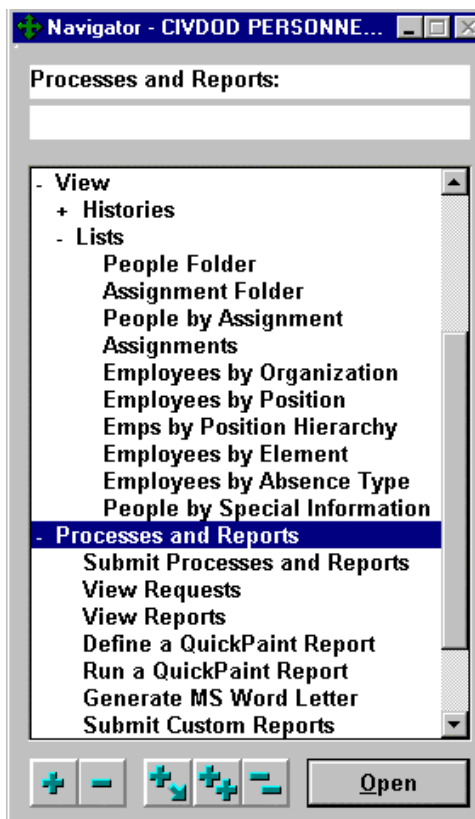 Navigator - CIVDOD PERSONNE...
Processes and Reports:
- View
+ Histories
- Lists
People Folder
Assignment Folder
People by Assignment
Assignments
Employees by Organization
Employees by Position
Emps by Position Hierarchy
Employees by Element
Employees by Absence Type
People by Special Information
- Processes and Reports
Submit Processes and Reports
View Requests
View Reports
Define a QuickPaint Report
Run a QuickPaint Report
Generate MS Word Letter
Submit Custom Reports
Open